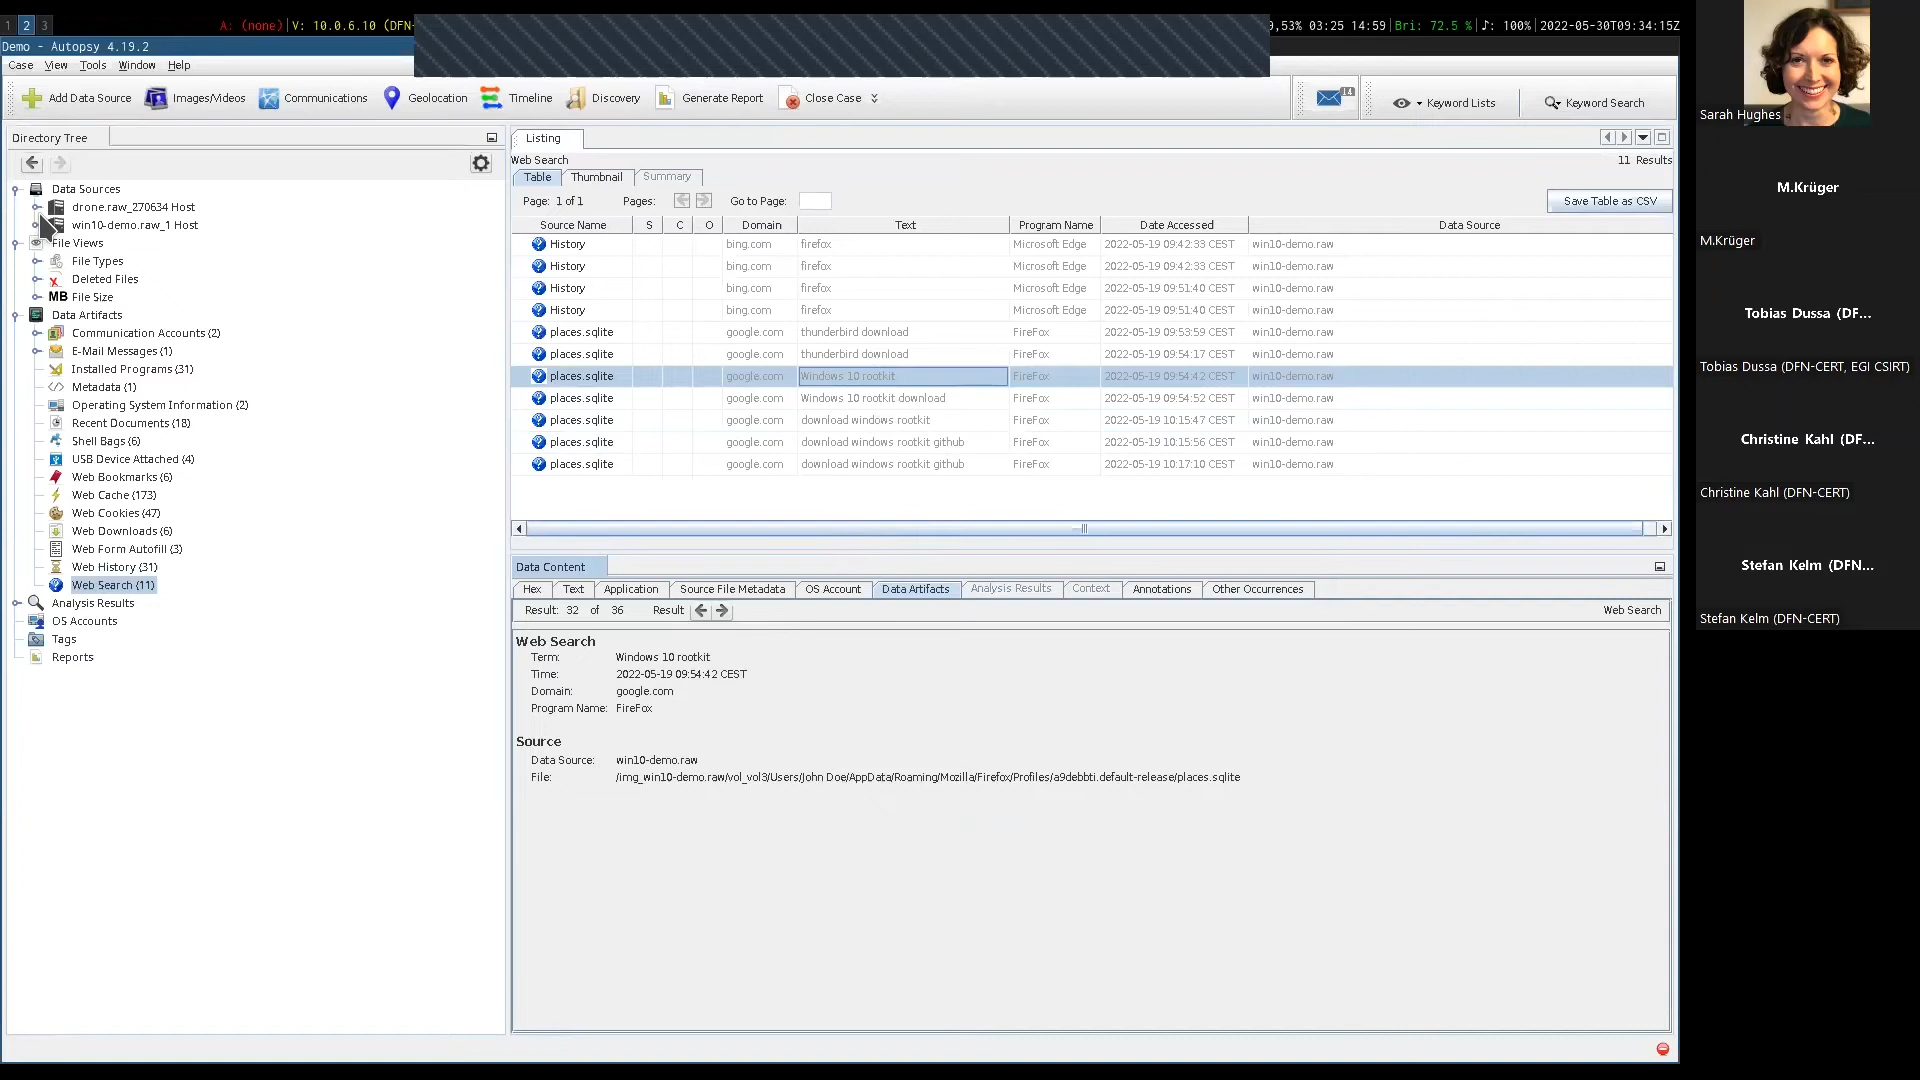 1 2 3
A: (none)|V: 10.0.6.10 (DFN-
,53% 03:25 14:59|Bri: 72.5 %|♪: 100%|2022-05-30T09:34:15Z
Demo - Autopsy 4.19.2
Case View Tools Window Help
Add Data Source Images/Videos Communications Geolocation Timeline Discovery Generate Report Close Case 14 Keyword Lists Keyword Search
Directory Tree
Data Sources
drone.raw_270634 Host
win10-demo.raw_1 Host
File Views
File Types
Deleted Files
MB File Size
Data Artifacts
Communication Accounts (2)
E-Mail Messages (1)
Installed Programs (31)
Metadata (1)
Operating System Information (2)
Recent Documents (18)
Shell Bags (6)
USB Device Attached (4)
Web Bookmarks (6)
Web Cache (173)
Web Cookies (47)
Web Downloads (6)
Web Form Autofill (3)
Web History (31)
Web Search (11)
Analysis Results
OS Accounts
Tags
Reports
Listing
Web Search 11 Results
Table Thumbnail Summary
Page: 1 of 1 Pages: Go to Page: Save Table as CSV
Source Name S C O Domain Text Program Name Date Accessed Data Source
History bing.com firefox Microsoft Edge 2022-05-19 09:42:33 CEST win10-demo.raw
History bing.com firefox Microsoft Edge 2022-05-19 09:42:33 CEST win10-demo.raw
History bing.com firefox Microsoft Edge 2022-05-19 09:51:40 CEST win10-demo.raw
History bing.com firefox Microsoft Edge 2022-05-19 09:51:40 CEST win10-demo.raw
places.sqlite google.com thunderbird download FireFox 2022-05-19 09:53:59 CEST win10-demo.raw
places.sqlite google.com thunderbird download FireFox 2022-05-19 09:54:17 CEST win10-demo.raw
places.sqlite google.com Windows 10 rootkit FireFox 2022-05-19 09:54:42 CEST win10-demo.raw
places.sqlite google.com Windows 10 rootkit download FireFox 2022-05-19 09:54:52 CEST win10-demo.raw
places.sqlite google.com download windows rootkit FireFox 2022-05-19 10:15:47 CEST win10-demo.raw
places.sqlite google.com download windows rootkit github FireFox 2022-05-19 10:15:56 CEST win10-demo.raw
places.sqlite google.com download windows rootkit github FireFox 2022-05-19 10:17:10 CEST win10-demo.raw
Data Content
Hex Text Application Source File Metadata OS Account Data Artifacts Analysis Results Context Annotations Other Occurrences
Result: 32 of 36 Result Web Search
Web Search
Term: Windows 10 rootkit
Time: 2022-05-19 09:54:42 CEST
Domain: google.com
Program Name: FireFox
Source
Data Source: win10-demo.raw
File: /img_win10-demo.raw/vol_vol3/Users/John Doe/AppData/Roaming/Mozilla/Firefox/Profiles/a9debbti.default-release/places.sqlite
Sarah Hughes
M.Krüger
M.Krüger
Tobias Dussa (DF...
Tobias Dussa (DFN-CERT, EGI CSIRT)
Christine Kahl (DF...
Christine Kahl (DFN-CERT)
Stefan Kelm (DFN...
Stefan Kelm (DFN-CERT)